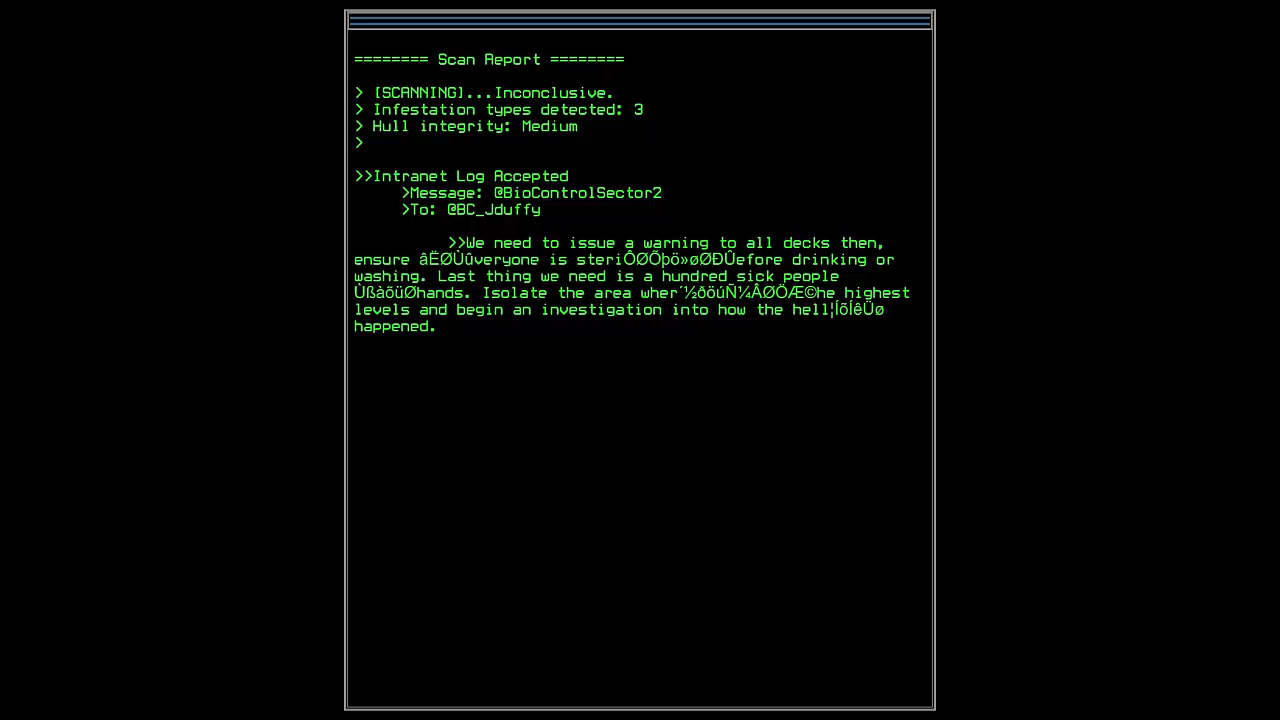 ======== Scan Report ========
> [SCANNING]...Inconclusive.
> Infestation types detected: 3
> Hull integrity: Medium
>
>>Intranet Log Accepted
>Message: @BioControlSector2
>To: @BC_Jduffy
>>We need to issue a warning to all decks then,
ensure âËØÙûveryone is steriÔØÕþö»øØÐÛefore drinking or
washing. Last thing we need is a hundred sick people
ÙßàõüØhands. Isolate the area wher´½ðöúÑ¼ÂØÖÆ©he highest
levels and begin an investigation into how the hell¦ÍõÍêÜø
happened.